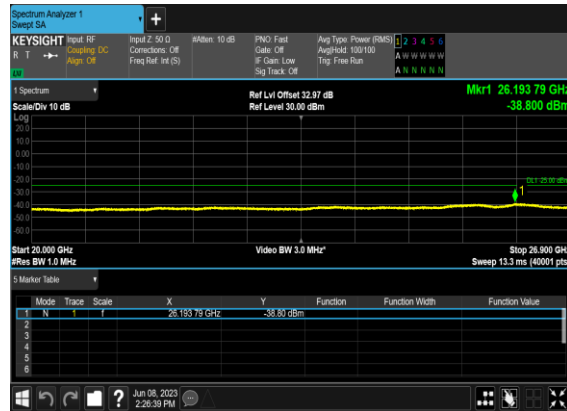 Spectrum Analyzer 1
Swept SA
+
KEYSIGHT Input: RF Input Z: 50 Ω #Atten: 10 dB PNO: Fast Avg Type: Power (RMS) 1 2 3 4 5 6
R T Coupling: DC Corrections: Off Gate: Off Avg|Hold: 100/100 A W W W W W
Align: Off Freq Ref: Int (S) IF Gain: Low Trig: Free Run
Sig Track: Off A N N N N N
1 Spectrum Ref Lvl Offset 32.97 dB Mkr1 26.193 79 GHz
Scale/Div 10 dB Ref Level 30.00 dBm -38.800 dBm
Log
20.0
10.0
0.00
-10.0
-20.0
DL1 -25.00 dBm
-30.0 1
-40.0
-50.0
-60.0
Start 20.000 GHz Video BW 3.0 MHz* Stop 26.900 GHz
#Res BW 1.0 MHz Sweep 13.3 ms (40001 pts)
5 Marker Table
Mode Trace Scale X Y Function Function Width Function Value
1 N 1 f 26.193 79 GHz -38.80 dBm
2
3
4
5
6
? Jun 08, 2023
2:26:39 PM